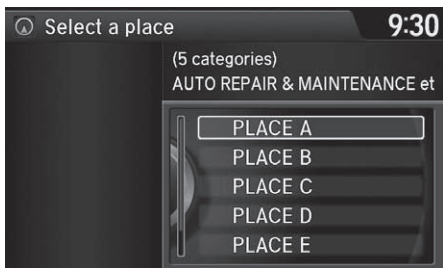 Select a place
9:30
(5 categories)
AUTO REPAIR & MAINTENANCE et
PLACE A
PLACE B
PLACE C
PLACE D
PLACE E